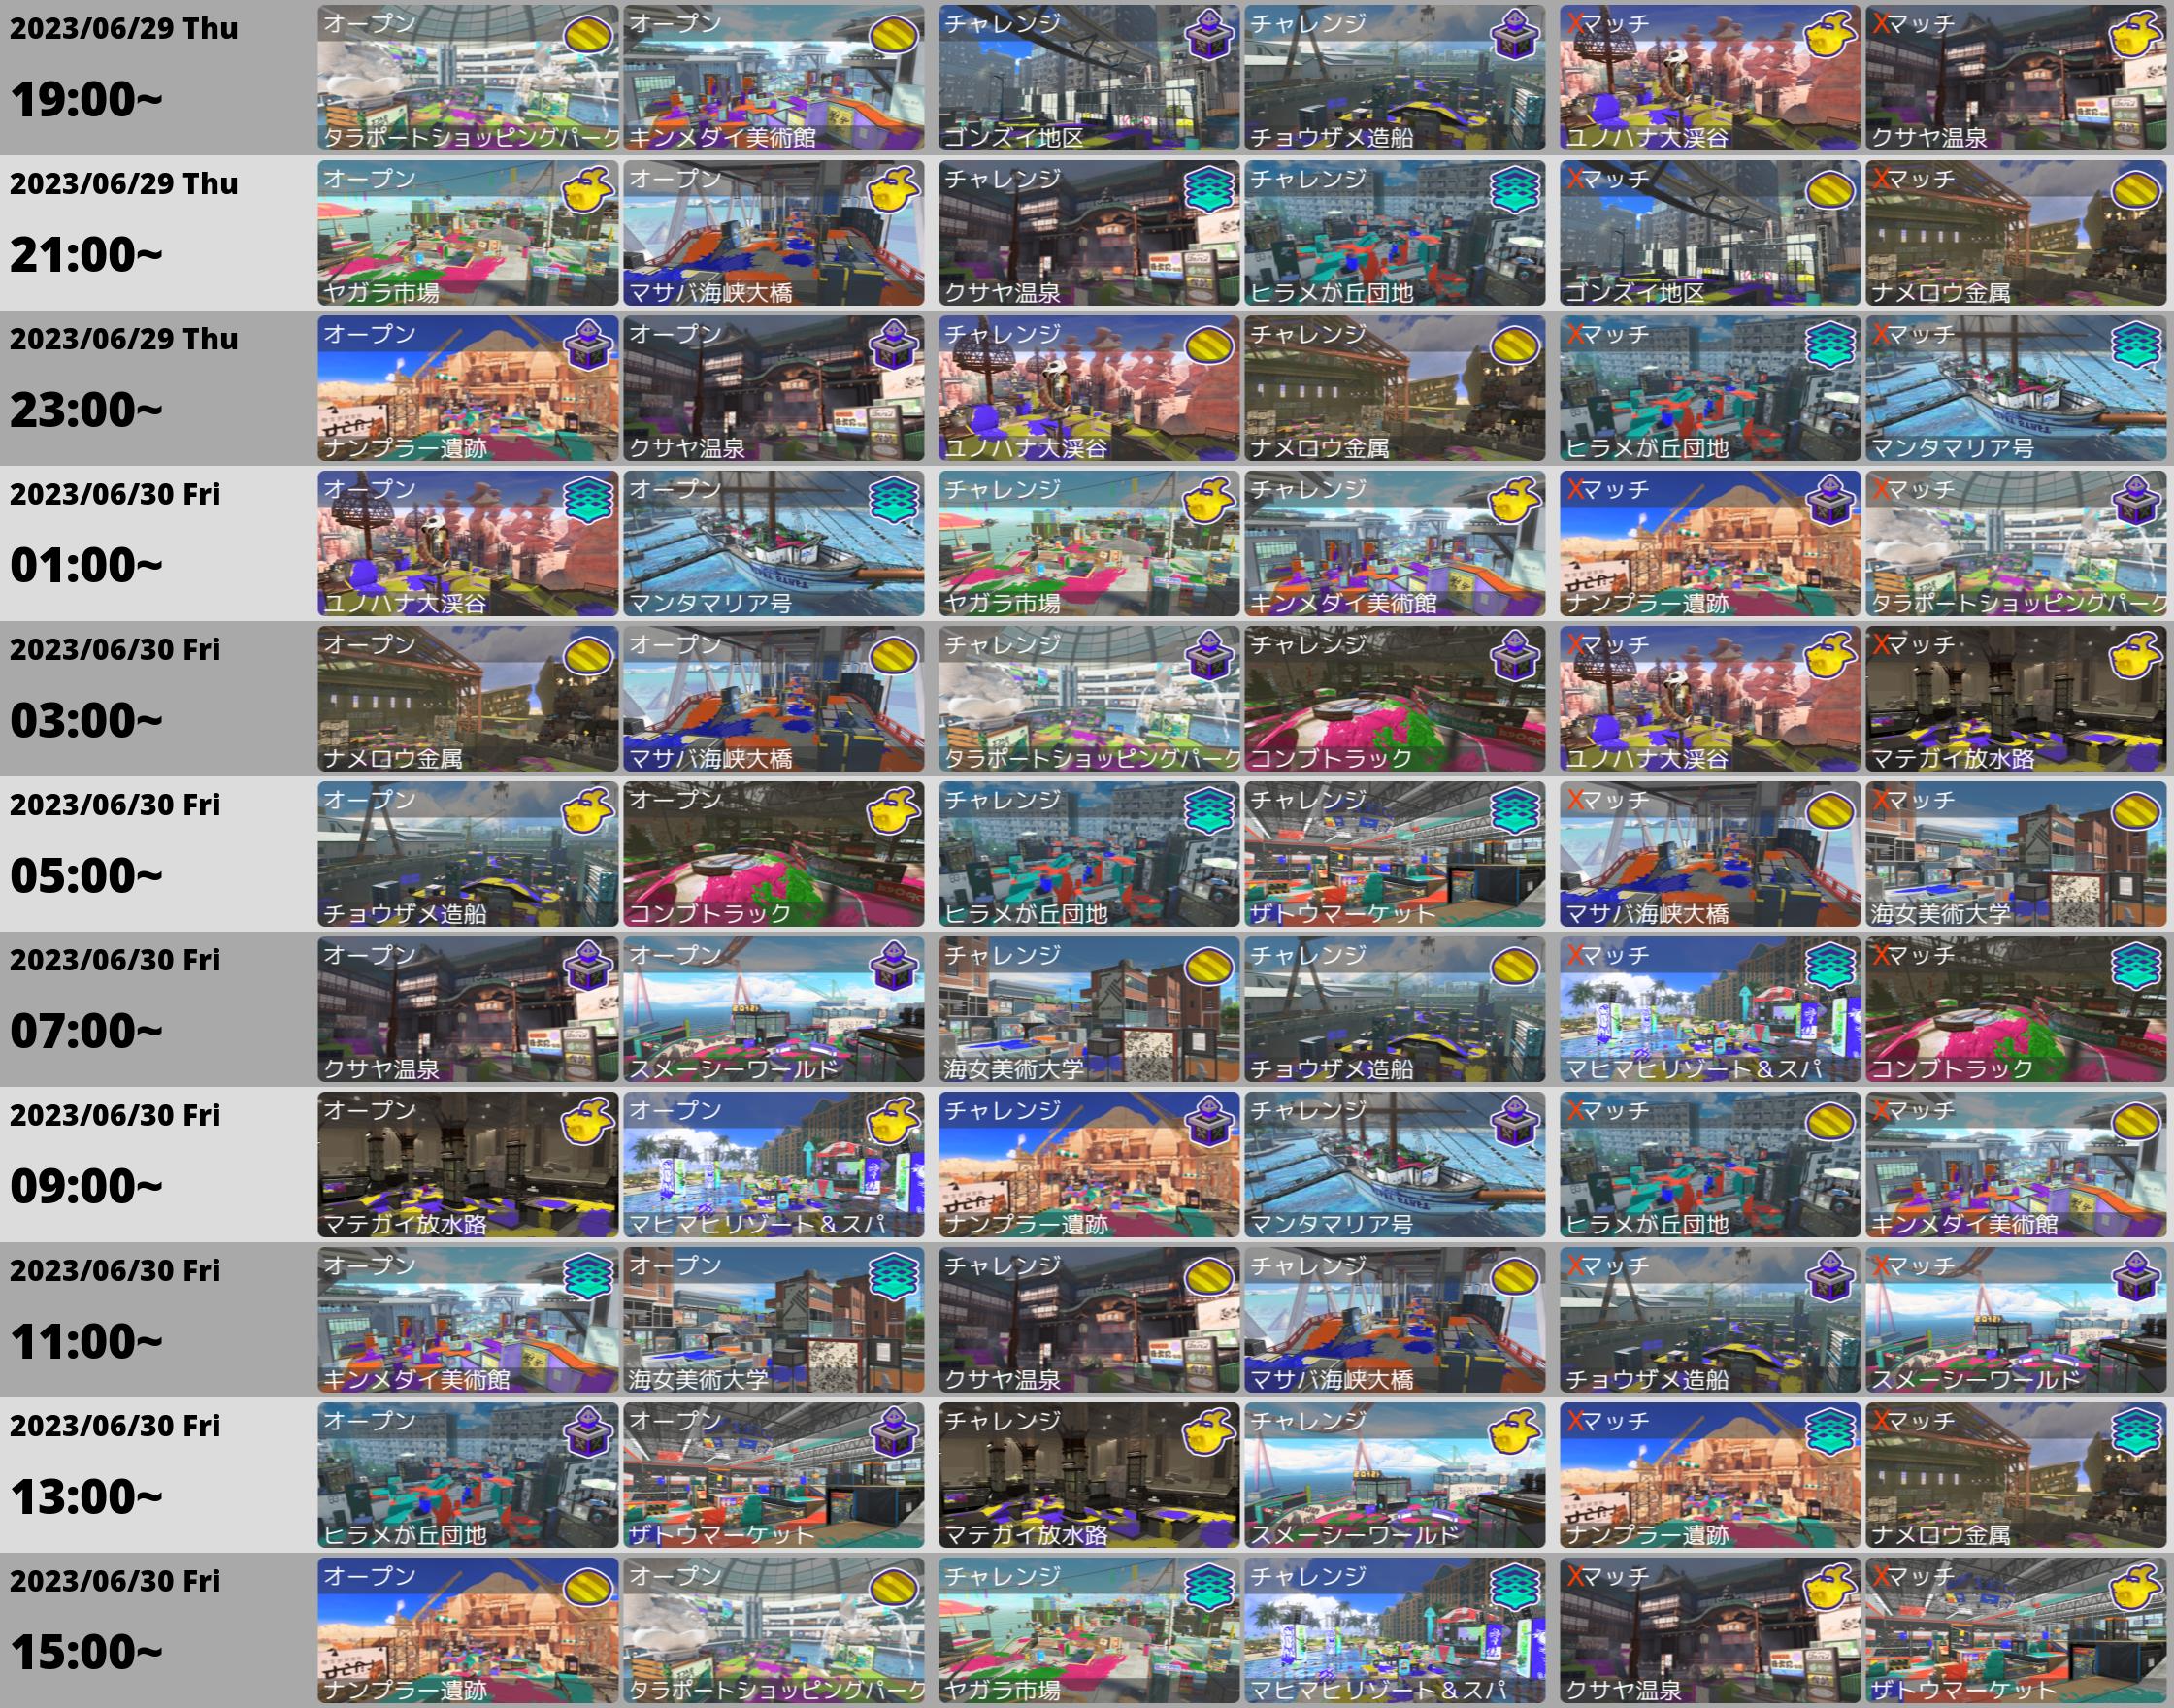 2023/06/29 Thu
19:00~
オープン
タラポートショッピングパーク
オープン
キンメダイ美術館
チャレンジ
ゴンズイ地区
チャレンジ
チョウザメ造船
Xマッチ
ユノハナ大渓谷
Xマッチ
クサヤ温泉
2023/06/29 Thu
21:00~
オープン
ヤガラ市場
オープン
マサバ海峡大橋
チャレンジ
クサヤ温泉
チャレンジ
ヒラメが丘団地
Xマッチ
ゴンズイ地区
Xマッチ
ナメロウ金属
2023/06/29 Thu
23:00~
オープン
ナンプラー遺跡
オープン
クサヤ温泉
チャレンジ
ユノハナ大渓谷
チャレンジ
ナメロウ金属
Xマッチ
ヒラメが丘団地
Xマッチ
マンタマリア号
2023/06/30 Fri
01:00~
オープン
ユノハナ大渓谷
オープン
マンタマリア号
チャレンジ
ヤガラ市場
チャレンジ
キンメダイ美術館
Xマッチ
ナンプラー遺跡
Xマッチ
タラポートショッピングパーク
2023/06/30 Fri
03:00~
オープン
ナメロウ金属
オープン
マサバ海峡大橋
チャレンジ
タラポートショッピングパーク
チャレンジ
コンブトラック
Xマッチ
ユノハナ大渓谷
Xマッチ
マテガイ放水路
2023/06/30 Fri
05:00~
オープン
チョウザメ造船
オープン
コンブトラック
チャレンジ
ヒラメが丘団地
チャレンジ
ザトウマーケット
Xマッチ
マサバ海峡大橋
Xマッチ
海女美術大学
2023/06/30 Fri
07:00~
オープン
クサヤ温泉
オープン
スメーシーワールド
チャレンジ
海女美術大学
チャレンジ
チョウザメ造船
Xマッチ
マヒマヒリゾート＆スパ
Xマッチ
コンブトラック
2023/06/30 Fri
09:00~
オープン
マテガイ放水路
オープン
マヒマヒリゾート＆スパ
チャレンジ
ナンプラー遺跡
チャレンジ
マンタマリア号
Xマッチ
ヒラメが丘団地
Xマッチ
キンメダイ美術館
2023/06/30 Fri
11:00~
オープン
キンメダイ美術館
オープン
海女美術大学
チャレンジ
クサヤ温泉
チャレンジ
マサバ海峡大橋
Xマッチ
チョウザメ造船
Xマッチ
スメーシーワールド
2023/06/30 Fri
13:00~
オープン
ヒラメが丘団地
オープン
ザトウマーケット
チャレンジ
マテガイ放水路
チャレンジ
スメーシーワールド
Xマッチ
ナンプラー遺跡
Xマッチ
ナメロウ金属
2023/06/30 Fri
15:00~
オープン
ナンプラー遺跡
オープン
タラポートショッピングパーク
チャレンジ
ヤガラ市場
チャレンジ
マヒマヒリゾート＆スパ
Xマッチ
クサヤ温泉
Xマッチ
ザトウマーケット